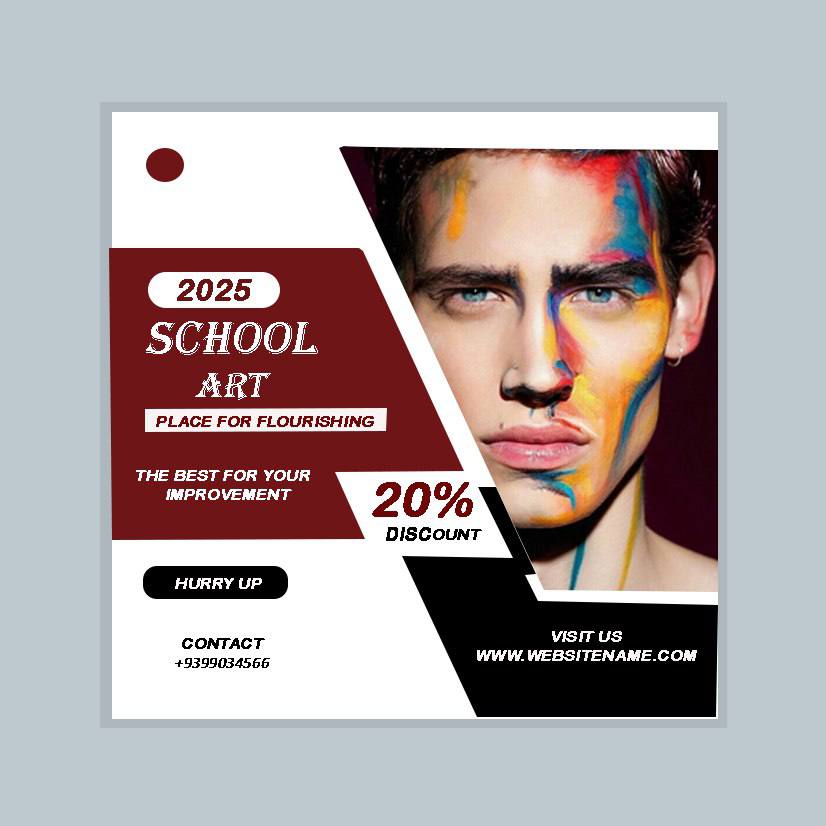 2025
SCHOOL
ART
PLACE FOR FLOURISHING
THE BEST FOR YOUR
IMPROVEMENT
20%
DISCOUNT
HURRY UP
CONTACT
+9399034566
VISIT US
WWW.WEBSITENAME.COM